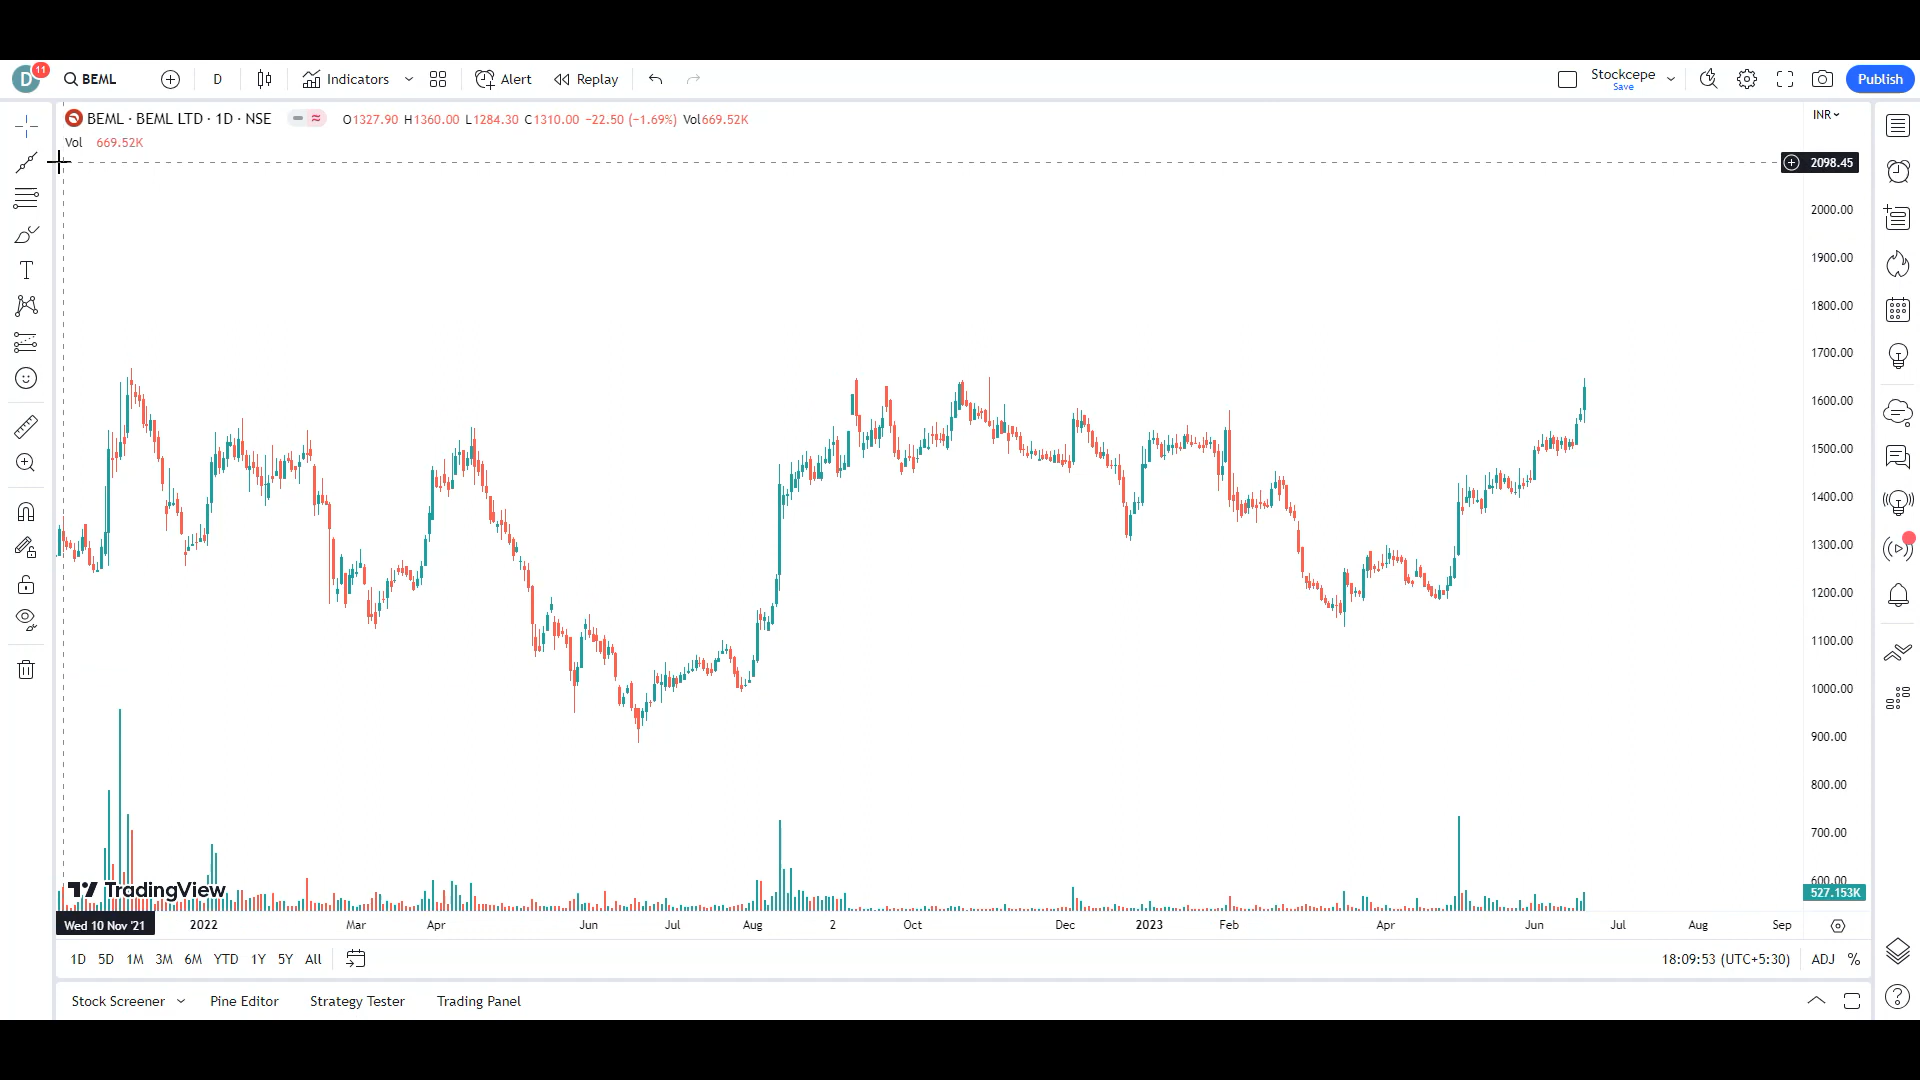 D 11 BEML D Indicators Alert Replay Stockcepe Save Publish
BEML · BEML LTD · 1D · NSE O1327.90 H1360.00 L1284.30 C1310.00 −22.50 (−1.69%) Vol669.52K INR
Vol 669.52K
2098.45
2000.00
1900.00
1800.00
1700.00
1600.00
1500.00
1400.00
1300.00
1200.00
1100.00
1000.00
900.00
800.00
700.00
600.00
TradingView 527.153K
Wed 10 Nov '21 2022 Mar Apr Jun Jul Aug 2 Oct Dec 2023 Feb Apr Jun Jul Aug Sep
1D 5D 1M 3M 6M YTD 1Y 5Y All 18:09:53 (UTC+5:30) ADJ %
Stock Screener Pine Editor Strategy Tester Trading Panel